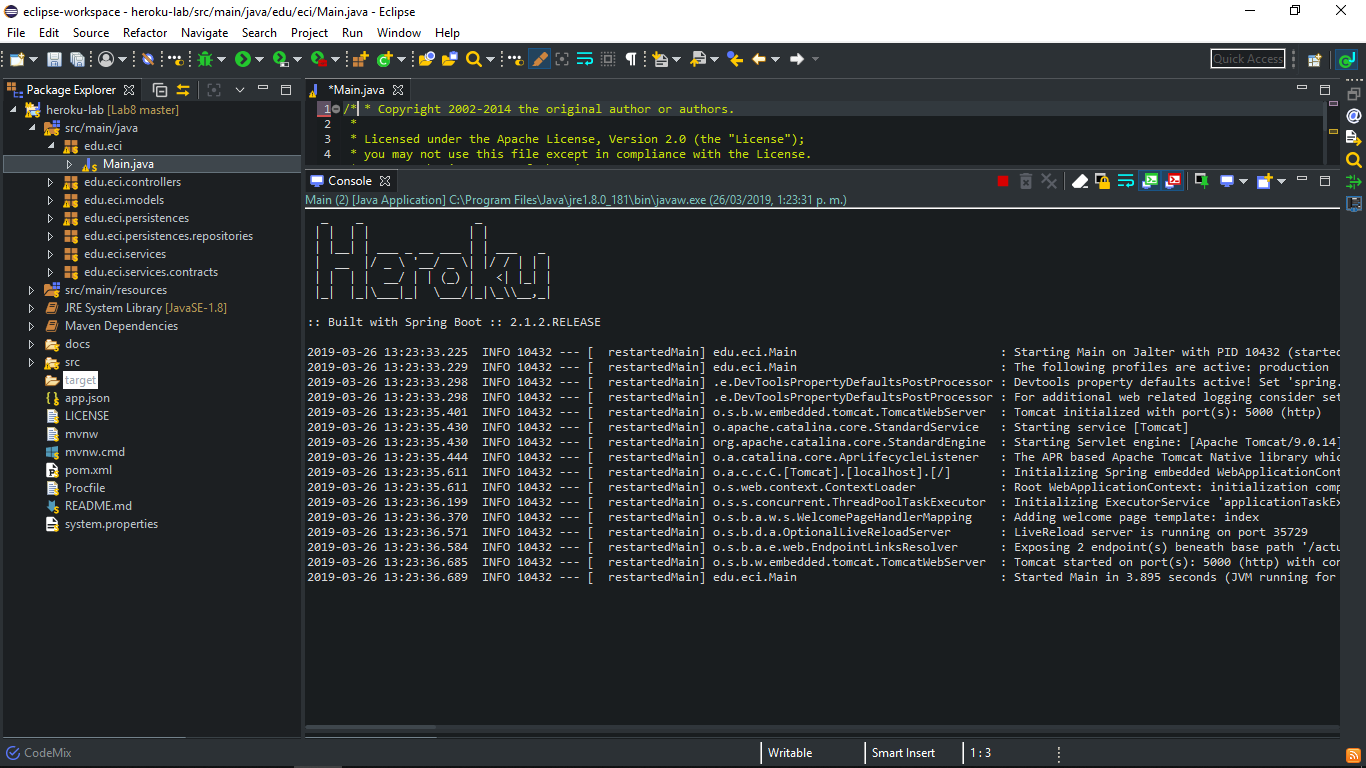 eclipse-workspace - heroku-lab/src/main/java/edu/eci/Main.java - Eclipse
File Edit Source Refactor Navigate Search Project Run Window Help
Quick Access
Package Explorer
heroku-lab [Lab8 master]
src/main/java
edu.eci
Main.java
edu.eci.controllers
edu.eci.models
edu.eci.persistences
edu.eci.persistences.repositories
edu.eci.services
edu.eci.services.contracts
src/main/resources
JRE System Library [JavaSE-1.8]
Maven Dependencies
docs
src
target
app.json
LICENSE
mvnw
mvnw.cmd
pom.xml
Procfile
README.md
system.properties
*Main.java
1 /* * Copyright 2002-2014 the original author or authors.
2 *
3 * Licensed under the Apache License, Version 2.0 (the "License");
4 * you may not use this file except in compliance with the License.
Console
Main (2) [Java Application] C:\Program Files\Java\jre1.8.0_181\bin\javaw.exe (26/03/2019, 1:23:31 p. m.)
Heroku
:: Built with Spring Boot :: 2.1.2.RELEASE
2019-03-26 13:23:33.225 INFO 10432 --- [ restartedMain] edu.eci.Main : Starting Main on Jalter with PID 10432 (started
2019-03-26 13:23:33.229 INFO 10432 --- [ restartedMain] edu.eci.Main : The following profiles are active: production
2019-03-26 13:23:33.298 INFO 10432 --- [ restartedMain] .e.DevToolsPropertyDefaultsPostProcessor : Devtools property defaults active! Set 'spring.
2019-03-26 13:23:33.298 INFO 10432 --- [ restartedMain] .e.DevToolsPropertyDefaultsPostProcessor : For additional web related logging consider set
2019-03-26 13:23:35.401 INFO 10432 --- [ restartedMain] o.s.b.w.embedded.tomcat.TomcatWebServer : Tomcat initialized with port(s): 5000 (http)
2019-03-26 13:23:35.430 INFO 10432 --- [ restartedMain] o.apache.catalina.core.StandardService : Starting service [Tomcat]
2019-03-26 13:23:35.430 INFO 10432 --- [ restartedMain] org.apache.catalina.core.StandardEngine : Starting Servlet engine: [Apache Tomcat/9.0.14]
2019-03-26 13:23:35.444 INFO 10432 --- [ restartedMain] o.a.catalina.core.AprLifecycleListener : The APR based Apache Tomcat Native library whic
2019-03-26 13:23:35.611 INFO 10432 --- [ restartedMain] o.a.c.c.C.[Tomcat].[localhost].[/] : Initializing Spring embedded WebApplicationCont
2019-03-26 13:23:35.611 INFO 10432 --- [ restartedMain] o.s.web.context.ContextLoader : Root WebApplicationContext: initialization comp
2019-03-26 13:23:36.199 INFO 10432 --- [ restartedMain] o.s.s.concurrent.ThreadPoolTaskExecutor : Initializing ExecutorService 'applicationTaskEx
2019-03-26 13:23:36.370 INFO 10432 --- [ restartedMain] o.s.b.a.w.s.WelcomePageHandlerMapping : Adding welcome page template: index
2019-03-26 13:23:36.571 INFO 10432 --- [ restartedMain] o.s.b.d.a.OptionalLiveReloadServer : LiveReload server is running on port 35729
2019-03-26 13:23:36.584 INFO 10432 --- [ restartedMain] o.s.b.a.e.web.EndpointLinksResolver : Exposing 2 endpoint(s) beneath base path '/actu
2019-03-26 13:23:36.685 INFO 10432 --- [ restartedMain] o.s.b.w.embedded.tomcat.TomcatWebServer : Tomcat started on port(s): 5000 (http) with con
2019-03-26 13:23:36.689 INFO 10432 --- [ restartedMain] edu.eci.Main : Started Main in 3.895 seconds (JVM running for
CodeMix
Writable
Smart Insert
1 : 3